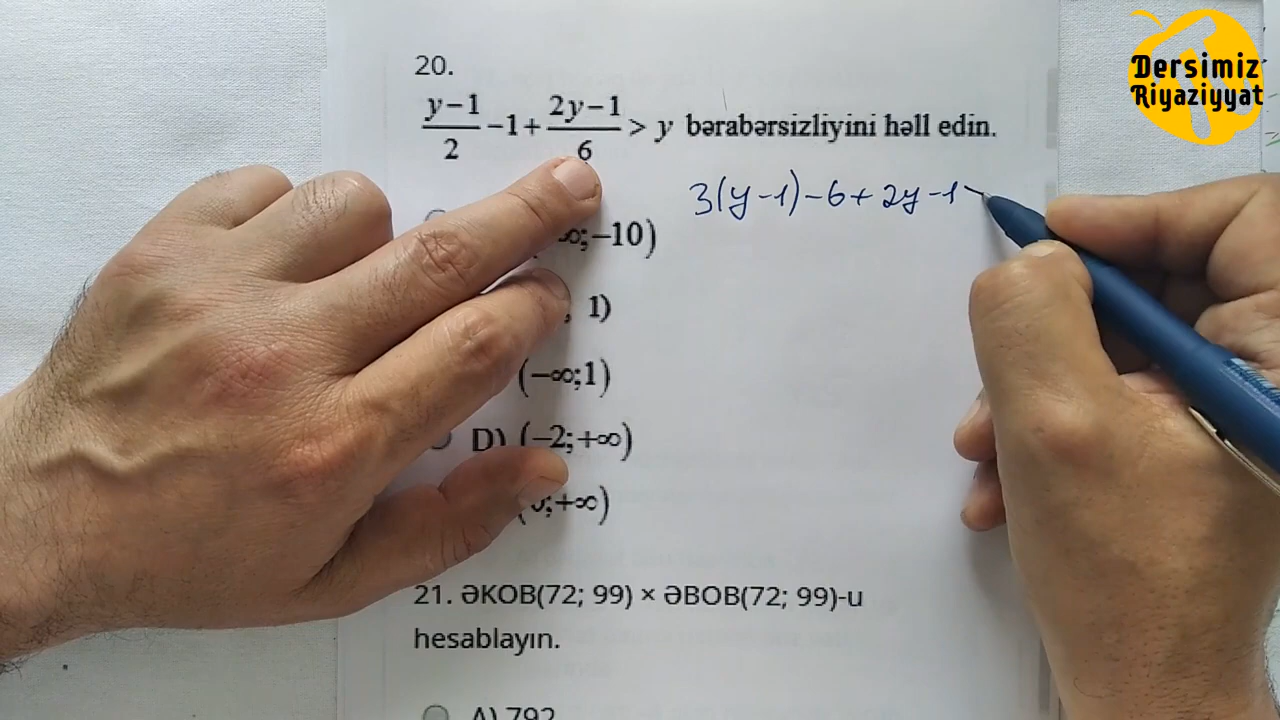 Dersimiz
Riyaziyyat
20.
y−1/2 −1+ 2y−1/6 > y bərabərsizliyini həll edin.
3(y-1)-6+2y-1
;−10)
1)
(−∞;1)
D) (−2;+∞)
;+∞)
21. ƏKOB(72; 99) × ƏBOB(72; 99)-u
hesablayın.
A) 792